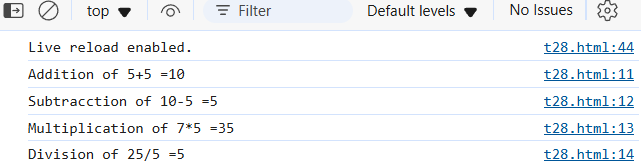 top Filter Default levels No Issues
Live reload enabled. t28.html:44
Addition of 5+5 =10 t28.html:11
Subtracction of 10-5 =5 t28.html:12
Multiplication of 7*5 =35 t28.html:13
Division of 25/5 =5 t28.html:14